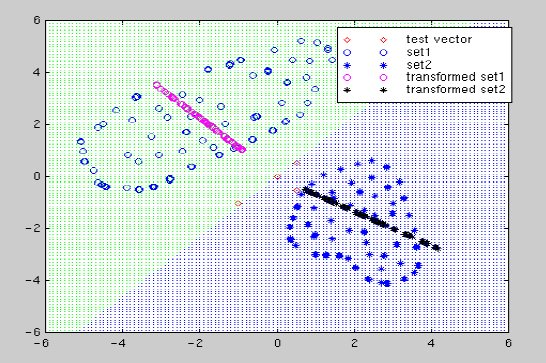 test vector
set1
set2
transformed set1
transformed set2
6
4
2
0
-2
-4
-6
-6 -4 -2 0 2 4 6